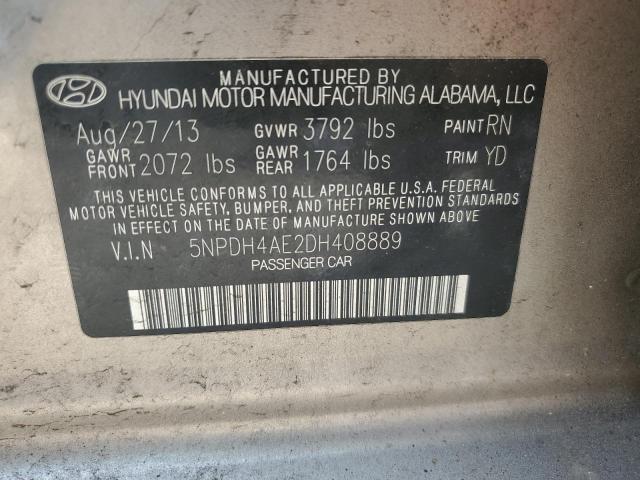 MANUFACTURED BY
HYUNDAI MOTOR MANUFACTURING ALABAMA, LLC
Aug/27/13 GVWR 3792 lbs PAINT RN
GAWR FRONT 2072 lbs GAWR REAR 1764 lbs TRIM YD
THIS VEHICLE CONFORMS TO ALL APPLICABLE U.S.A. FEDERAL
MOTOR VEHICLE SAFETY, BUMPER, AND THEFT PREVENTION STANDARDS
IN EFFECT ON THE DATE OF MANUFACTURE SHOWN ABOVE.
V.I.N 5NPDH4AE2DH408889
PASSENGER CAR